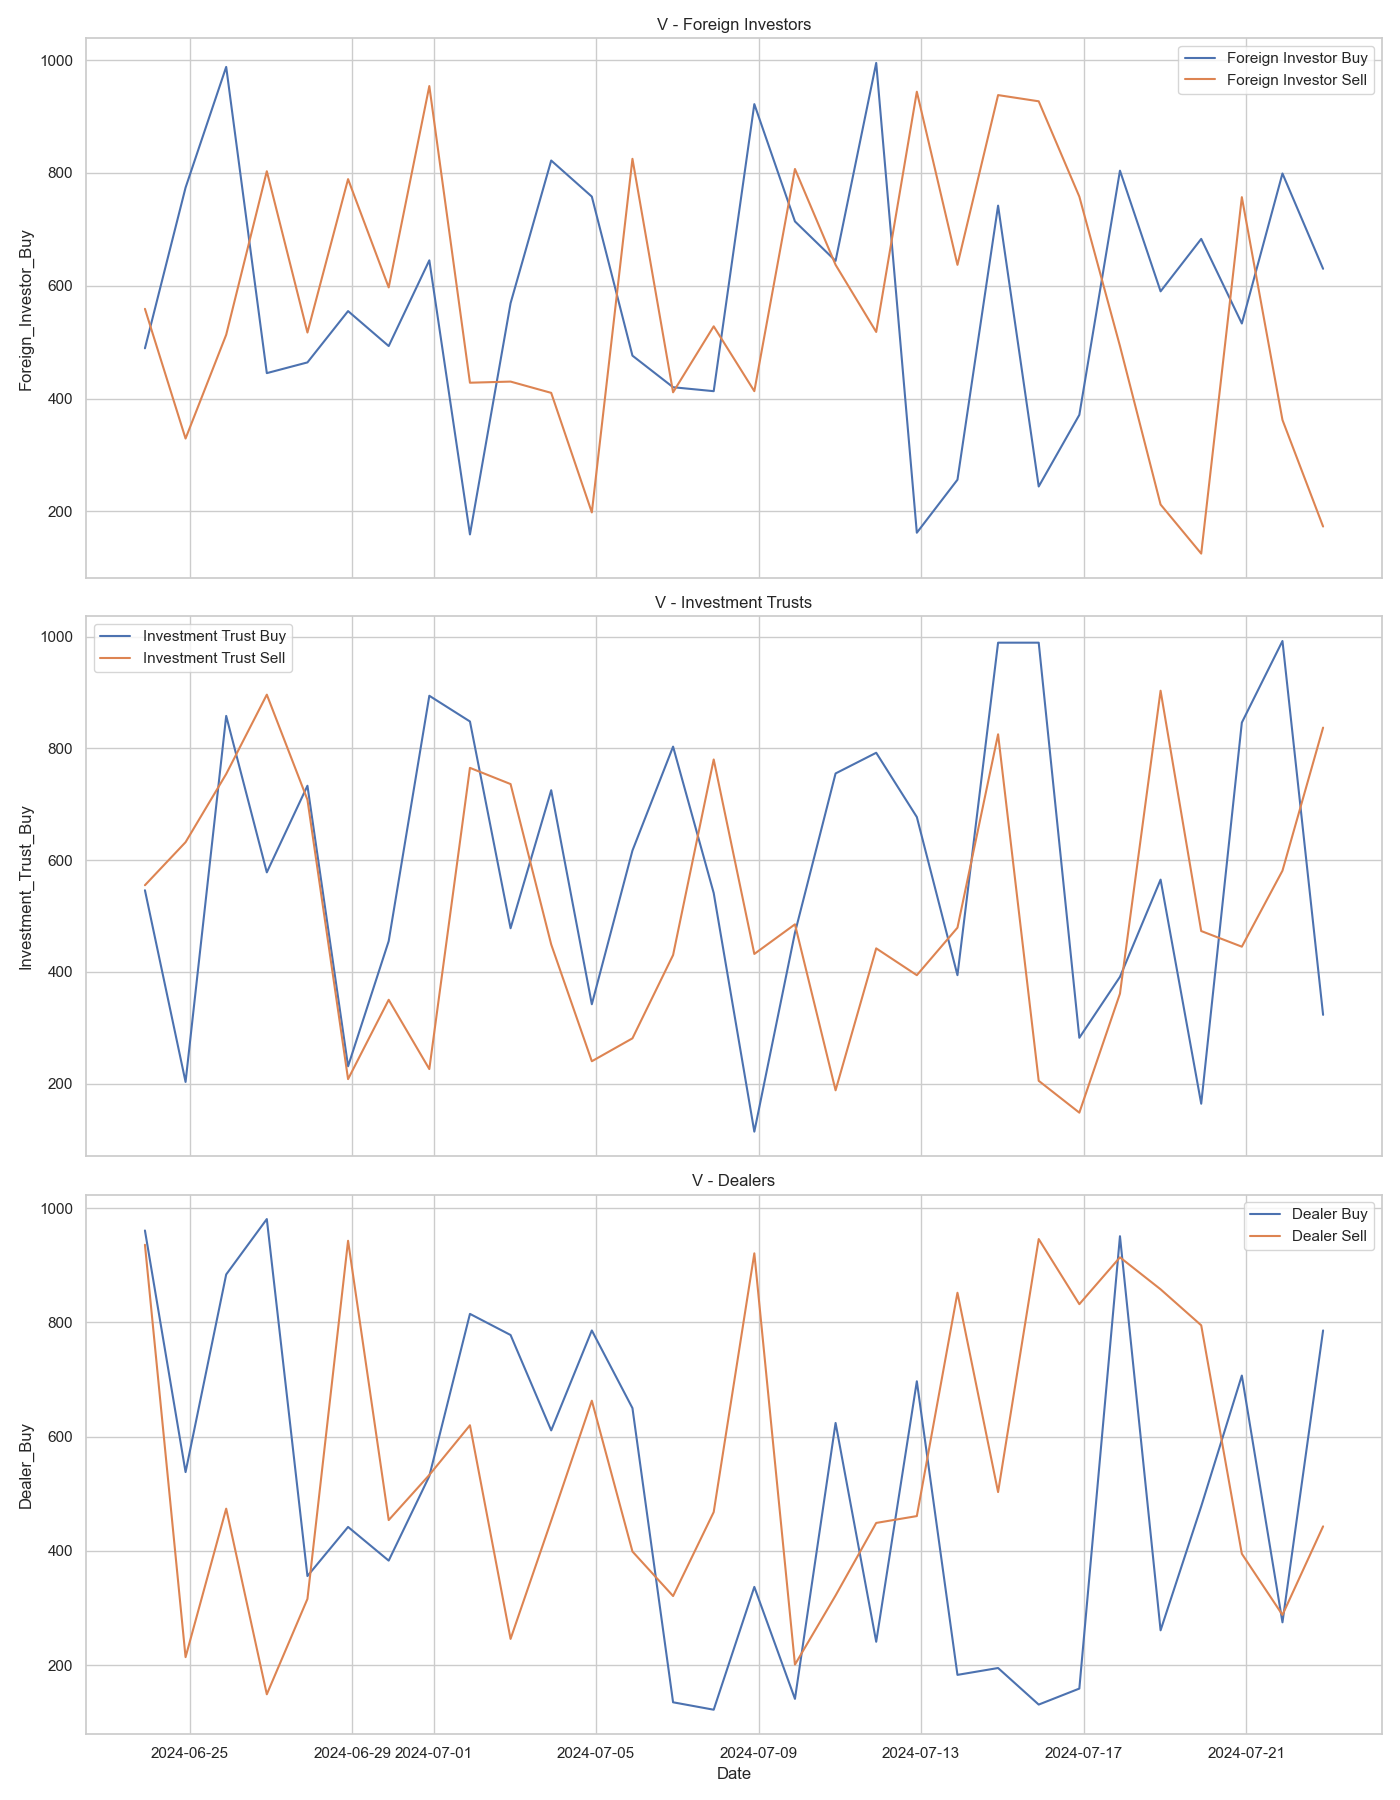 V - Foreign Investors
Foreign Investor Buy
Foreign Investor Sell
Foreign_Investor_Buy
1000
800
600
400
200
V - Investment Trusts
Investment Trust Buy
Investment Trust Sell
Investment_Trust_Buy
1000
800
600
400
200
V - Dealers
Dealer Buy
Dealer Sell
Dealer_Buy
1000
800
600
400
200
2024-06-25 2024-06-29 2024-07-01 2024-07-05 2024-07-09 2024-07-13 2024-07-17 2024-07-21
Date